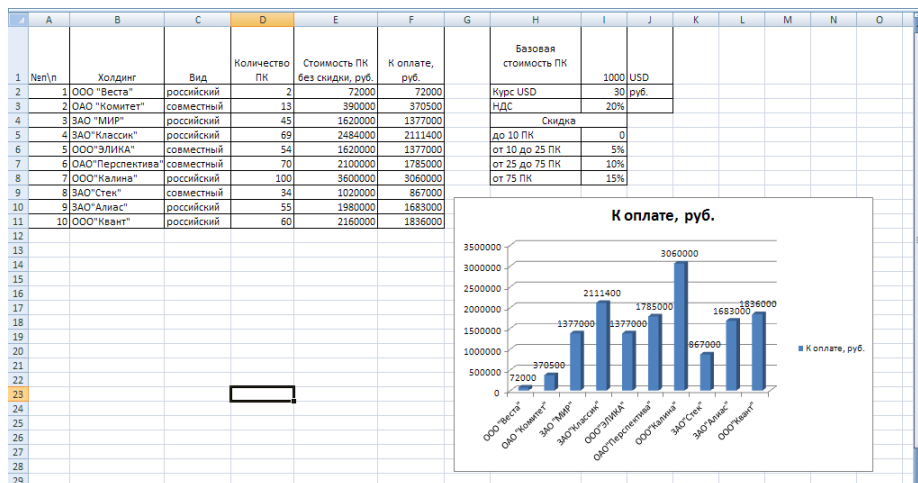 A B C D E F G H I J K L M N O
1 №п\п Холдинг Вид Количество ПК Стоимость ПК без скидки, руб. К оплате, руб. Базовая стоимость ПК 1000 USD
2 1 ООО "Веста" российский 2 72000 72000 Курс USD 30 руб.
3 2 ОАО "Комитет" совместный 13 390000 370500 НДС 20%
4 3 ЗАО "МИР" российский 45 1620000 1377000 Скидка
5 4 ЗАО"Классик" российский 69 2484000 2111400 до 10 ПК 0
6 5 ООО"ЭЛИКА" совместный 54 1620000 1377000 от 10 до 25 ПК 5%
7 6 ОАО"Перспектива" совместный 70 2100000 1785000 от 25 до 75 ПК 10%
8 7 ООО"Калина" российский 100 3600000 3060000 от 75 ПК 15%
9 8 ЗАО"Стек" совместный 34 1020000 867000
10 9 ЗАО"Алиас" российский 55 1980000 1683000
11 10 ООО"Квант" российский 60 2160000 1836000
12
13
14
15
16
17
18
19
20
21
22
23
24
25
26
27
28
29
К оплате, руб.
3500000
3000000
2500000
2000000
1500000
1000000
500000
0
72000 370500 1377000 2111400 1377000 1785000 3060000 867000 1683000 1836000
ООО "Веста" ОАО "Комитет" ЗАО "МИР" ЗАО"Классик" ООО"ЭЛИКА" ОАО"Перспектива" ООО"Калина" ЗАО"Стек" ЗАО"Алиас" ООО"Квант"
К оплате, руб.